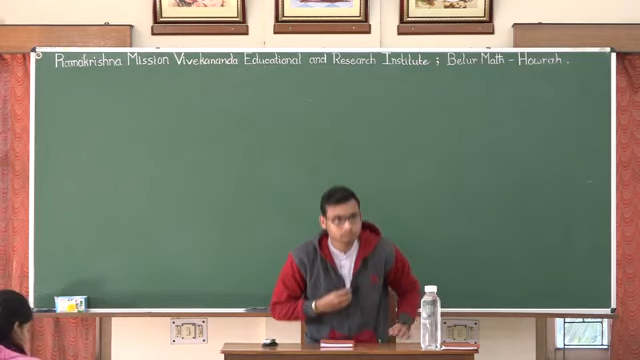 Ramakrishna Mission Vivekananda Educational and Research Institute ; Belur Math - Howrah .